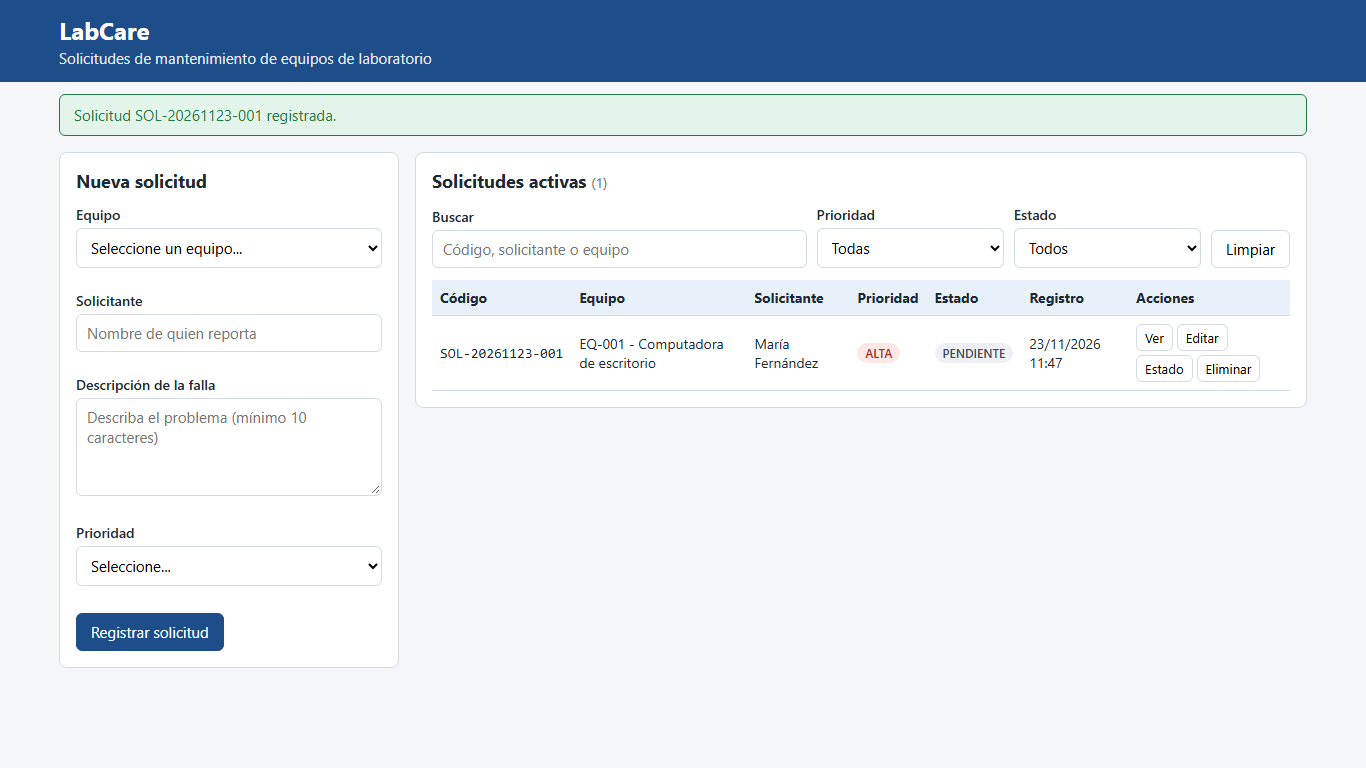 LabCare
Solicitudes de mantenimiento de equipos de laboratorio
Solicitud SOL-20261123-001 registrada.
Nueva solicitud
Equipo
Seleccione un equipo...
Solicitante
Nombre de quien reporta
Descripción de la falla
Describa el problema (mínimo 10
caracteres)
Prioridad
Seleccione...
Registrar solicitud
Solicitudes activas (1)
Buscar
Código, solicitante o equipo
Prioridad
Todas
Estado
Todos
Limpiar
Código Equipo Solicitante Prioridad Estado Registro Acciones
SOL-20261123-001
EQ-001 - Computadora
de escritorio
María
Fernández
ALTA
PENDIENTE
23/11/2026
11:47
Ver Editar
Estado Eliminar